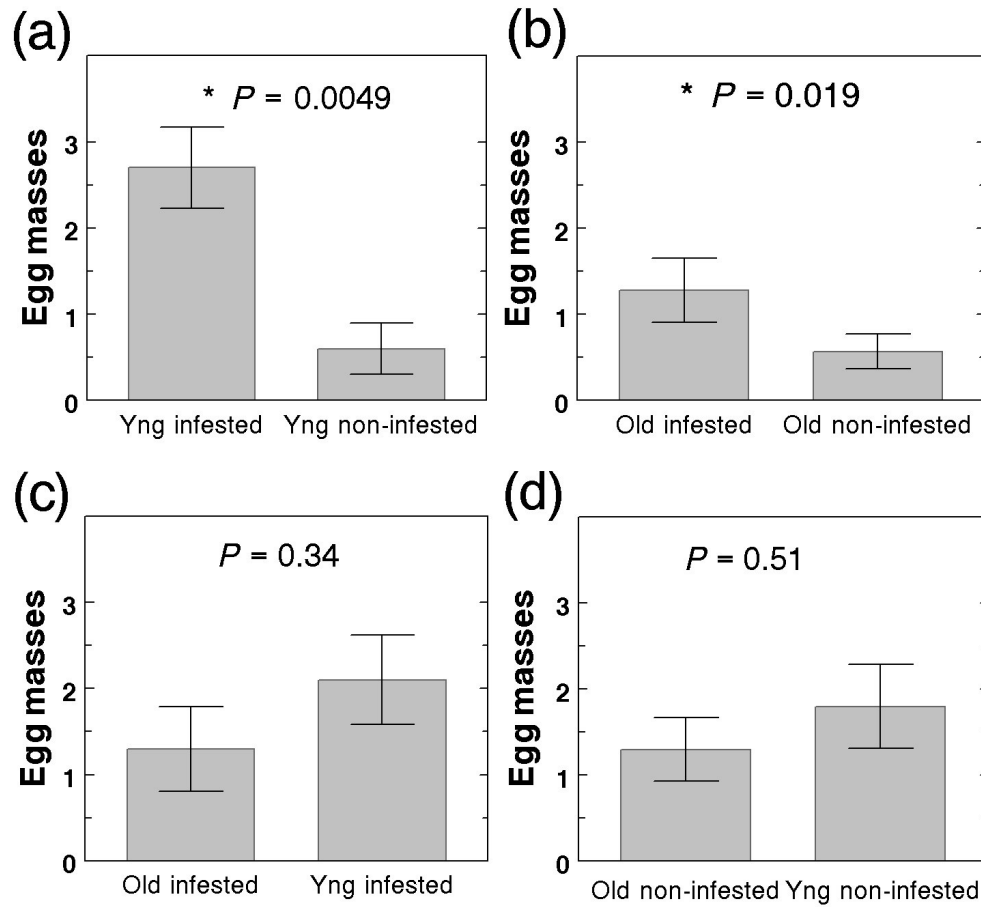 (a)
* P = 0.0049
Egg masses
3
2
1
0
Yng infested Yng non-infested
(b)
* P = 0.019
Egg masses
3
2
1
0
Old infested Old non-infested
(c)
P = 0.34
Egg masses
3
2
1
0
Old infested Yng infested
(d)
P = 0.51
Egg masses
3
2
1
0
Old non-infested Yng non-infested